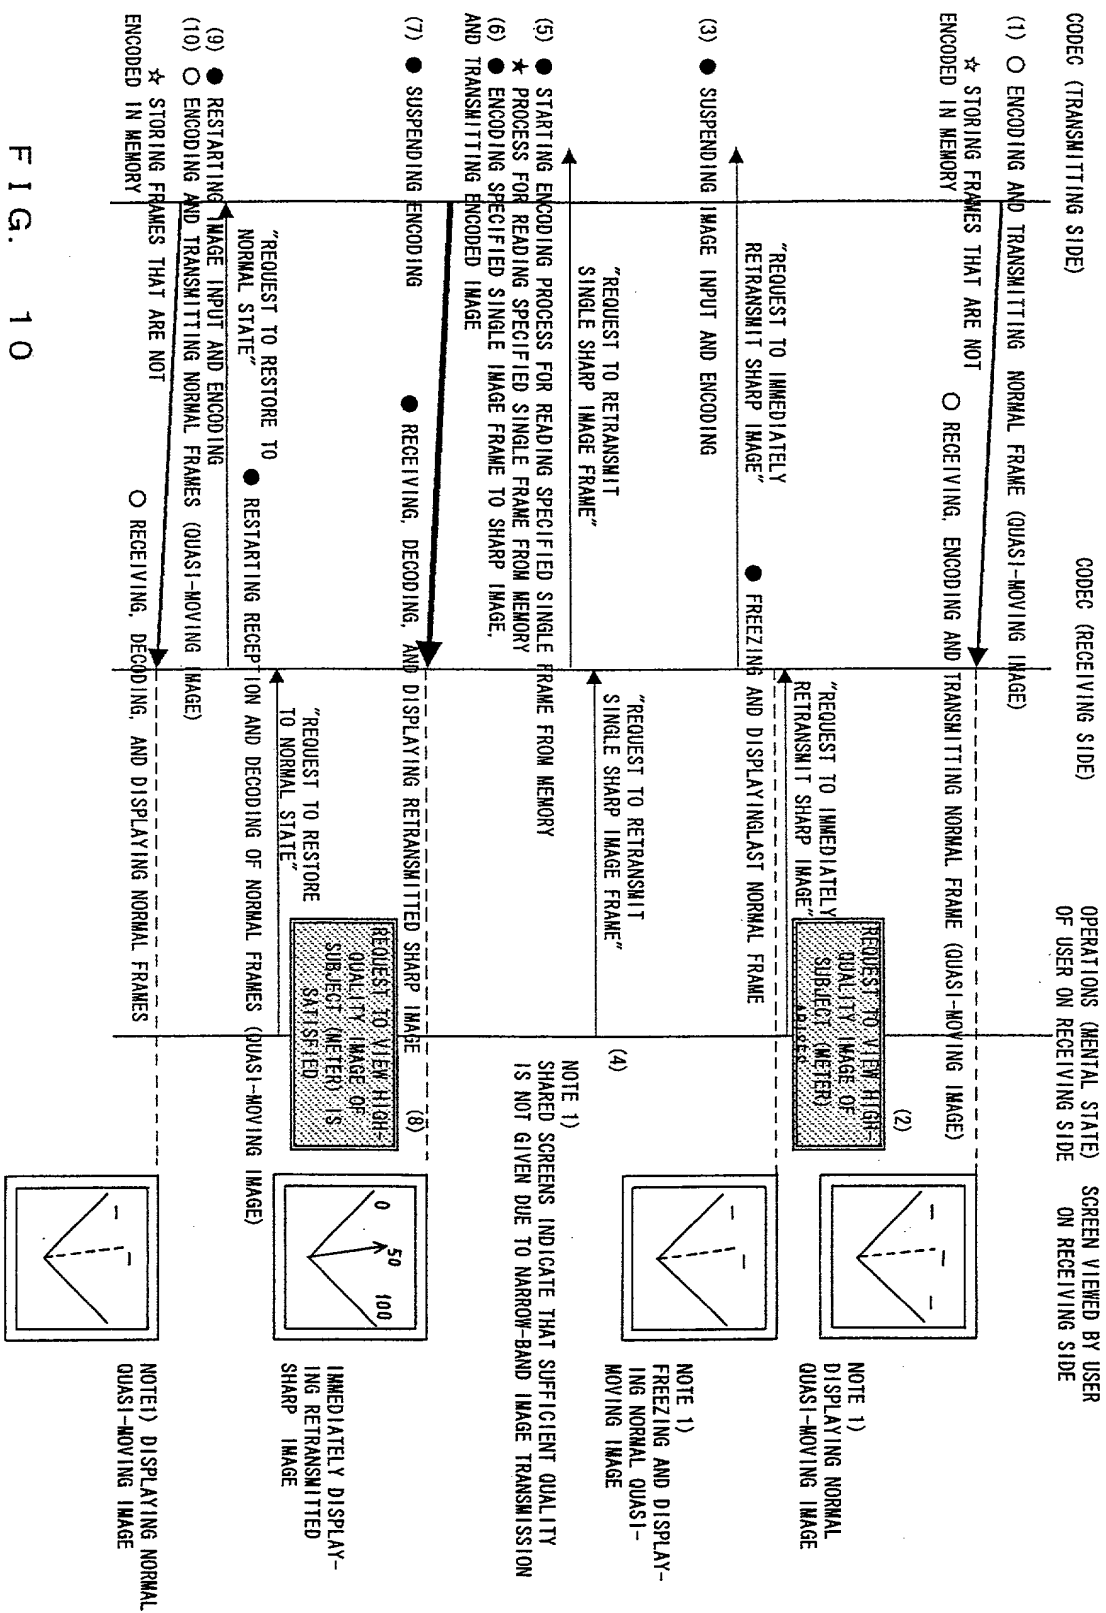 CODEC (TRANSMITTING SIDE)
CODEC (RECEIVING SIDE)
OPERATIONS (MENTAL STATE)
OF USER ON RECEIVING SIDE
SCREEN VIEWED BY USER
ON RECEIVING SIDE
(1) ○ ENCODING AND TRANSMITTING NORMAL FRAME (QUASI-MOVING IMAGE)
☆ STORING FRAMES THAT ARE NOT
ENCODED IN MEMORY
○ RECEIVING, ENCODING AND TRANSMITTING NORMAL FRAME (QUASI-MOVING IMAGE)
(2)
REQUEST TO VIEW HIGH-
QUALITY IMAGE OF
SUBJECT (METER)
ARISES
NOTE 1)
DISPLAYING NORMAL
QUASI-MOVING IMAGE
"REQUEST TO IMMEDIATELY
RETRANSMIT SHARP IMAGE"
"REQUEST TO IMMEDIATELY
RETRANSMIT SHARP IMAGE"
● FREEZING AND DISPLAYINGLAST NORMAL FRAME
(3) ● SUSPENDING IMAGE INPUT AND ENCODING
NOTE 1)
FREEZING AND DISPLAY-
ING NORMAL QUASI-
MOVING IMAGE
(4)
"REQUEST TO RETRANSMIT
SINGLE SHARP IMAGE FRAME"
"REQUEST TO RETRANSMIT
SINGLE SHARP IMAGE FRAME"
NOTE 1)
SHARED SCREENS INDICATE THAT SUFFICIENT QUALITY
IS NOT GIVEN DUE TO NARROW-BAND IMAGE TRANSMISSION
(5) ● STARTING ENCODING PROCESS FOR READING SPECIFIED SINGLE FRAME FROM MEMORY
★ PROCESS FOR READING SPECIFIED SINGLE FRAME FROM MEMORY
(6) ● ENCODING SPECIFIED SINGLE IMAGE FRAME TO SHARP IMAGE,
AND TRANSMITTING ENCODED IMAGE
(7) ● SUSPENDING ENCODING
● RECEIVING, DECODING, AND DISPLAYING RETRANSMITTED SHARP IMAGE
(8)
REQUEST TO VIEW HIGH-
QUALITY IMAGE OF
SUBJECT (METER) IS
SATISFIED
0
50
100
IMMEDIATELY DISPLAY-
ING RETRANSMITTED
SHARP IMAGE
"REQUEST TO RESTORE
TO NORMAL STATE"
"REQUEST TO RESTORE TO
NORMAL STATE"
● RESTARTING RECEPTION AND DECODING OF NORMAL FRAMES (QUASI-MOVING IMAGE)
(9) ● RESTARTING IMAGE INPUT AND ENCODING
(10) ○ ENCODING AND TRANSMITTING NORMAL FRAMES (QUASI-MOVING IMAGE)
☆ STORING FRAMES THAT ARE NOT
ENCODED IN MEMORY
○ RECEIVING, DECODING, AND DISPLAYING NORMAL FRAMES
NOTE1) DISPLAYING NORMAL
QUASI-MOVING IMAGE
FIG. 10